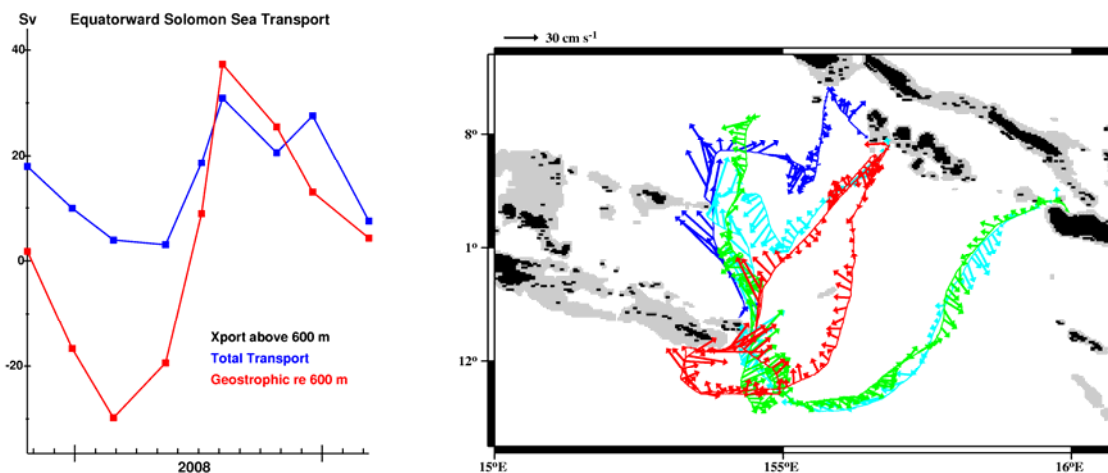 Sv Equatorward Solomon Sea Transport
40
20
0
-20
Xport above 600 m
Total Transport
Geostrophic re 600 m
2008
30 cm s⁻¹
8°
1°
12°
15°E 155°E 16°E